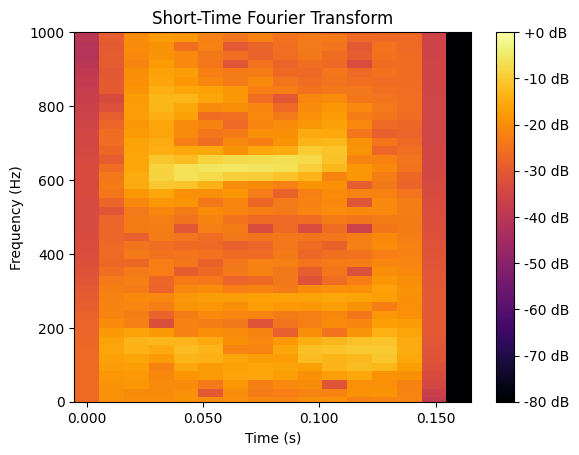 Short-Time Fourier Transform
1000
800
600
400
200
0
Frequency (Hz)
0.000
0.050
0.100
0.150
Time (s)
+0 dB
-10 dB
-20 dB
-30 dB
-40 dB
-50 dB
-60 dB
-70 dB
-80 dB